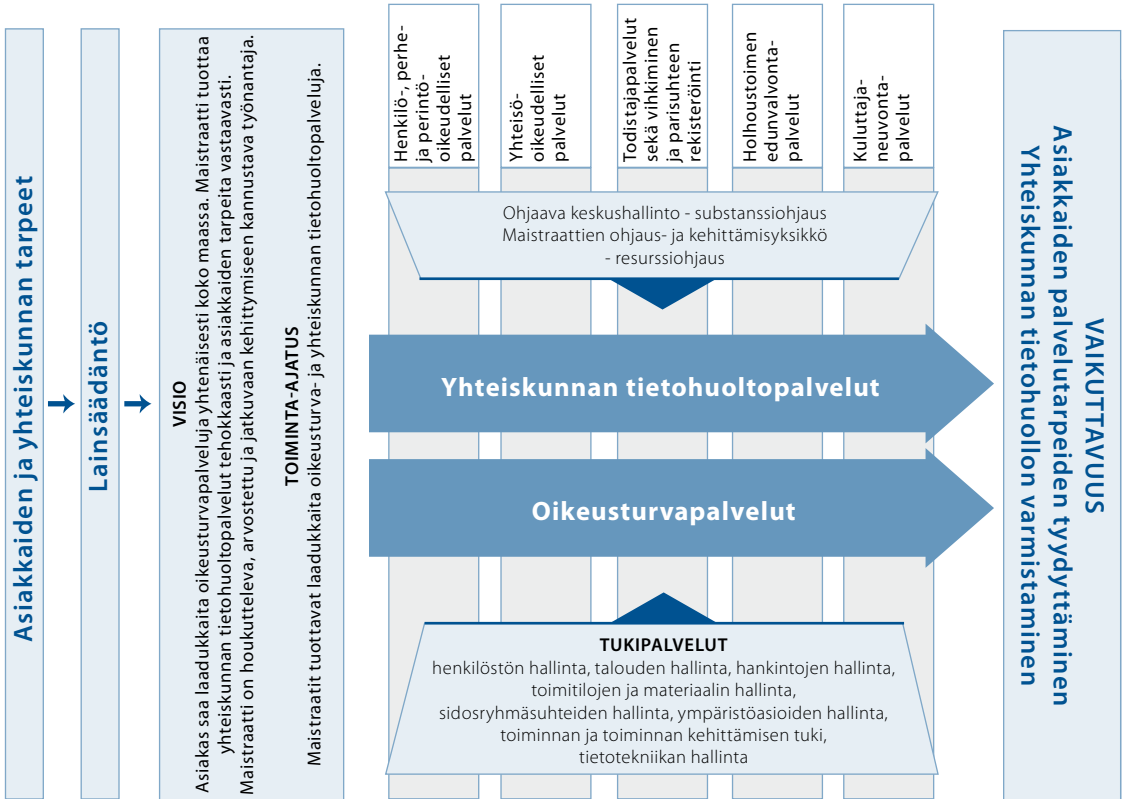 Asiakkaiden ja yhteiskunnan tarpeet
Lainsäädäntö
VISIO
Asiakas saa laadukkaita oikeusturvapalveluja yhtenäisesti koko maassa. Maistraatti tuottaa
yhteiskunnan tietohuoltopalvelut tehokkaasti ja asiakkaiden tarpeita vastaavasti.
Maistraatti on houkutteleva, arvostettu ja jatkuvaan kehittymiseen kannustava työnantaja.
TOIMINTA-AJATUS
Maistraatit tuottavat laadukkaita oikeusturva- ja yhteiskunnan tietohuoltopalveluja.
Henkilö-, perhe-
ja perintö-
oikeudelliset
palvelut
Yhteisö-
oikeudelliset
palvelut
Todistajapalvelut
sekä vihkiminen
ja parisuhteen
rekisteröinti
Holhoustoimen
edunvalvonta-
palvelut
Kuluttaja-
neuvonta-
palvelut
Ohjaava keskushallinto - substanssiohjaus
Maistraattien ohjaus- ja kehittämisyksikkö
- resurssiohjaus
Yhteiskunnan tietohuoltopalvelut
Oikeusturvapalvelut
TUKIPALVELUT
henkilöstön hallinta, talouden hallinta, hankintojen hallinta,
toimitilojen ja materiaalin hallinta,
sidosryhmäsuhteiden hallinta, ympäristöasioiden hallinta,
toiminnan ja toiminnan kehittämisen tuki,
tietotekniikan hallinta
VAIKUTTAVUUS
Asiakkaiden palvelutarpeiden tyydyttäminen
Yhteiskunnan tietohuollon varmistaminen